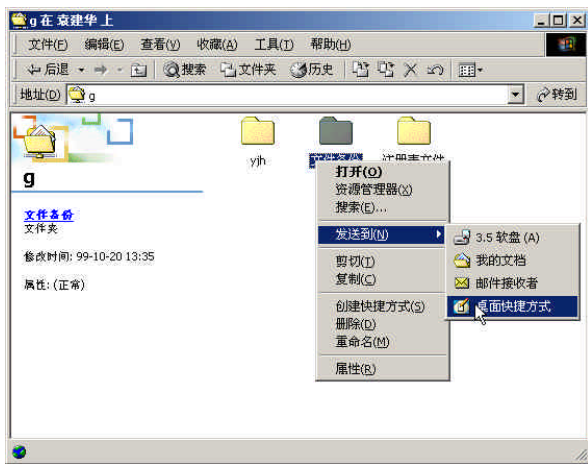 g 在 袁建华 上
文件(F) 编辑(E) 查看(V) 收藏(A) 工具(T) 帮助(H)
后退 搜索 文件夹 历史
地址(D) g 转到
g
文件备份
文件夹
修改时间: 99-10-20 13:35
属性: (正常)
yjh 文件备份 注册表文件
打开(O)
资源管理器(X)
搜索(E)...
发送到(N)
剪切(T)
复制(C)
创建快捷方式(S)
删除(D)
重命名(M)
属性(R)
3.5 软盘 (A)
我的文档
邮件接收者
桌面快捷方式